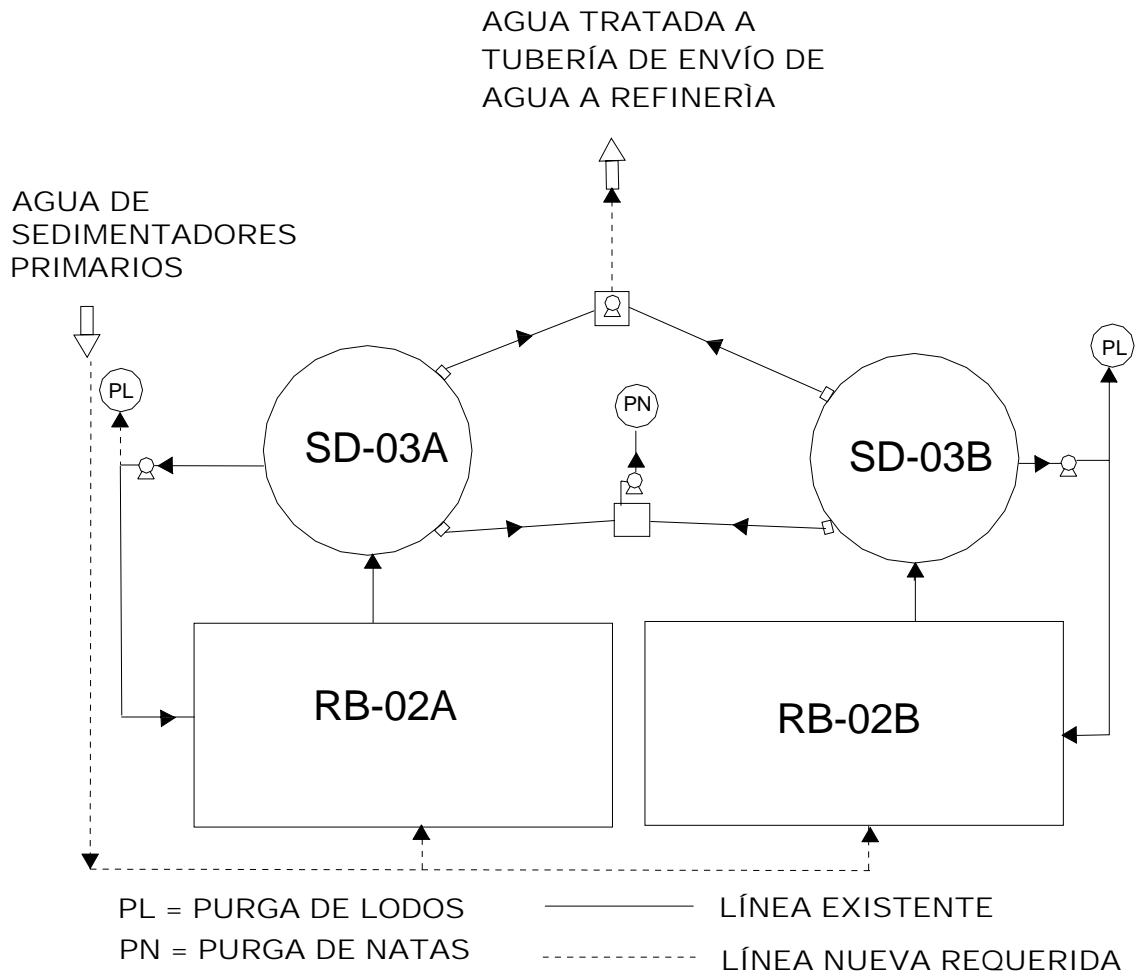 AGUA TRATADA A
TUBERÍA DE ENVÍO DE
AGUA A REFINERÌA
AGUA DE
SEDIMENTADORES
PRIMARIOS
PL
PL
PN
SD-03A
SD-03B
RB-02A
RB-02B
PL = PURGA DE LODOS
LÍNEA EXISTENTE
PN = PURGA DE NATAS
LÍNEA NUEVA REQUERIDA